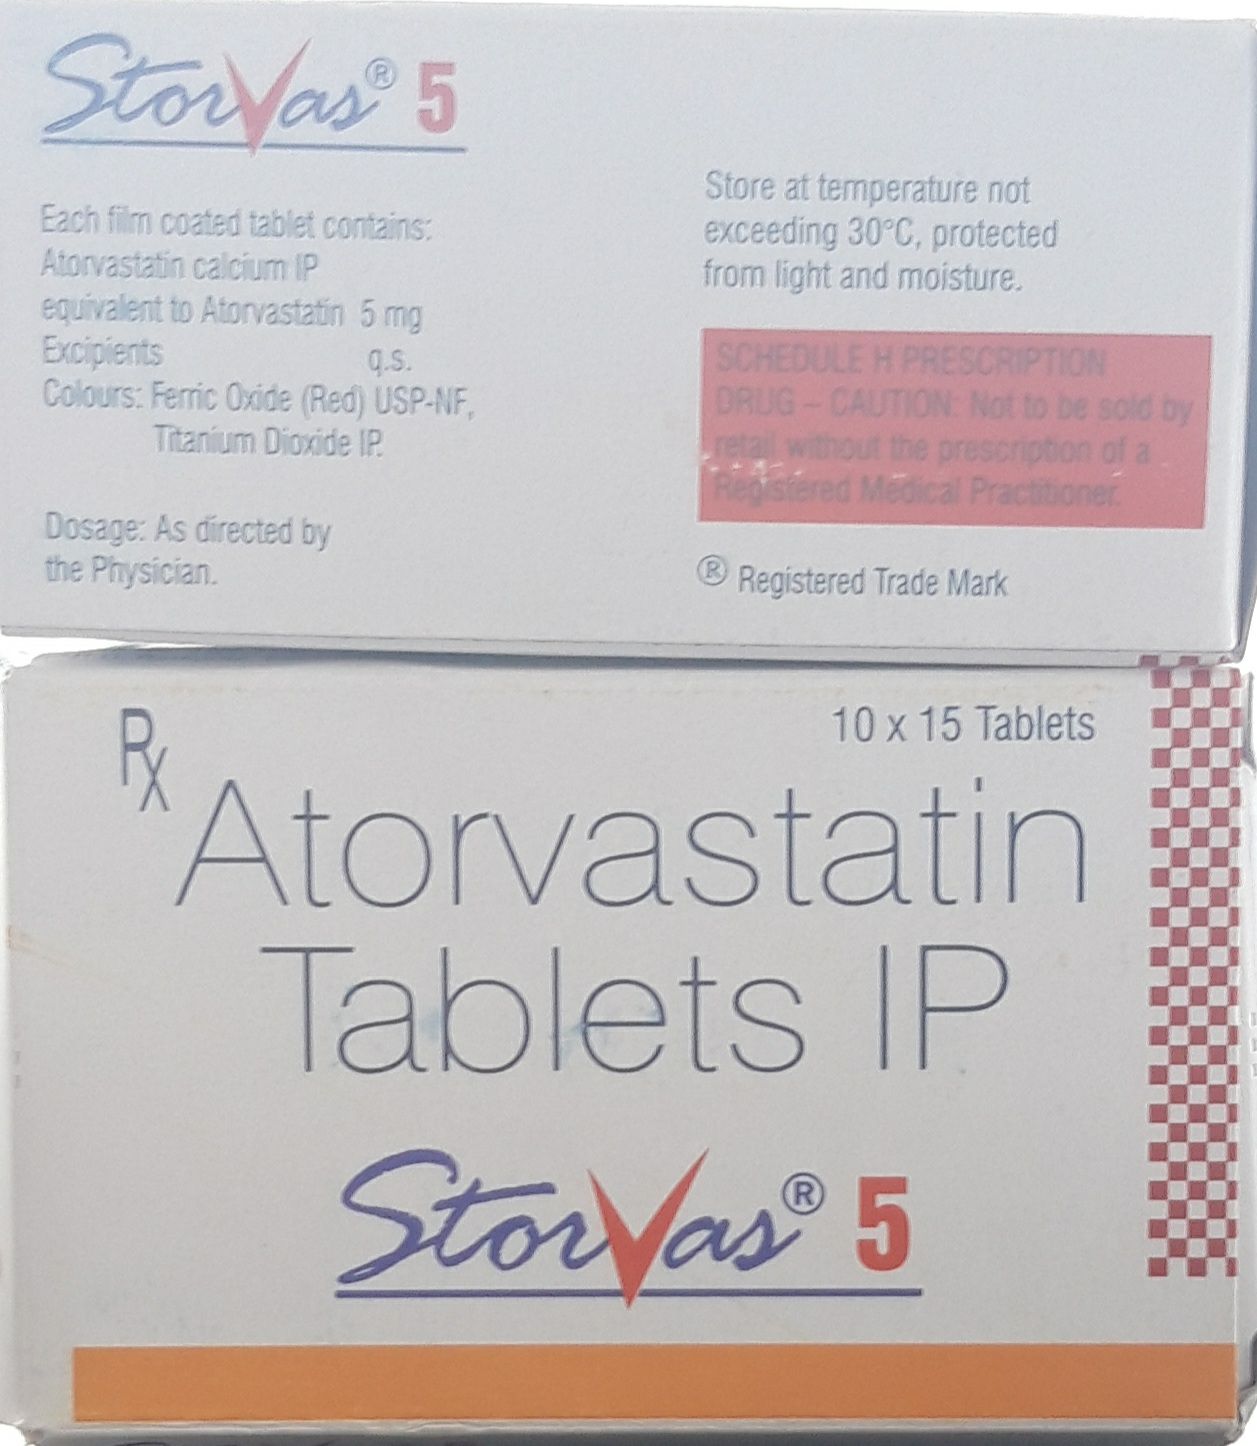 StorVas® 5
Each film coated tablet contains:
Atorvastatin calcium IP
equivalent to Atorvastatin 5 mg
Excipients q.s.
Colours: Ferric Oxide (Red) USP-NF,
Titanium Dioxide IP.
Dosage: As directed by
the Physician.
Store at temperature not
exceeding 30°C, protected
from light and moisture.
SCHEDULE H PRESCRIPTION
DRUG – CAUTION: Not to be sold by
retail without the prescription of a
Registered Medical Practitioner.
® Registered Trade Mark
Rx
10 x 15 Tablets
Atorvastatin
Tablets IP
StorVas® 5